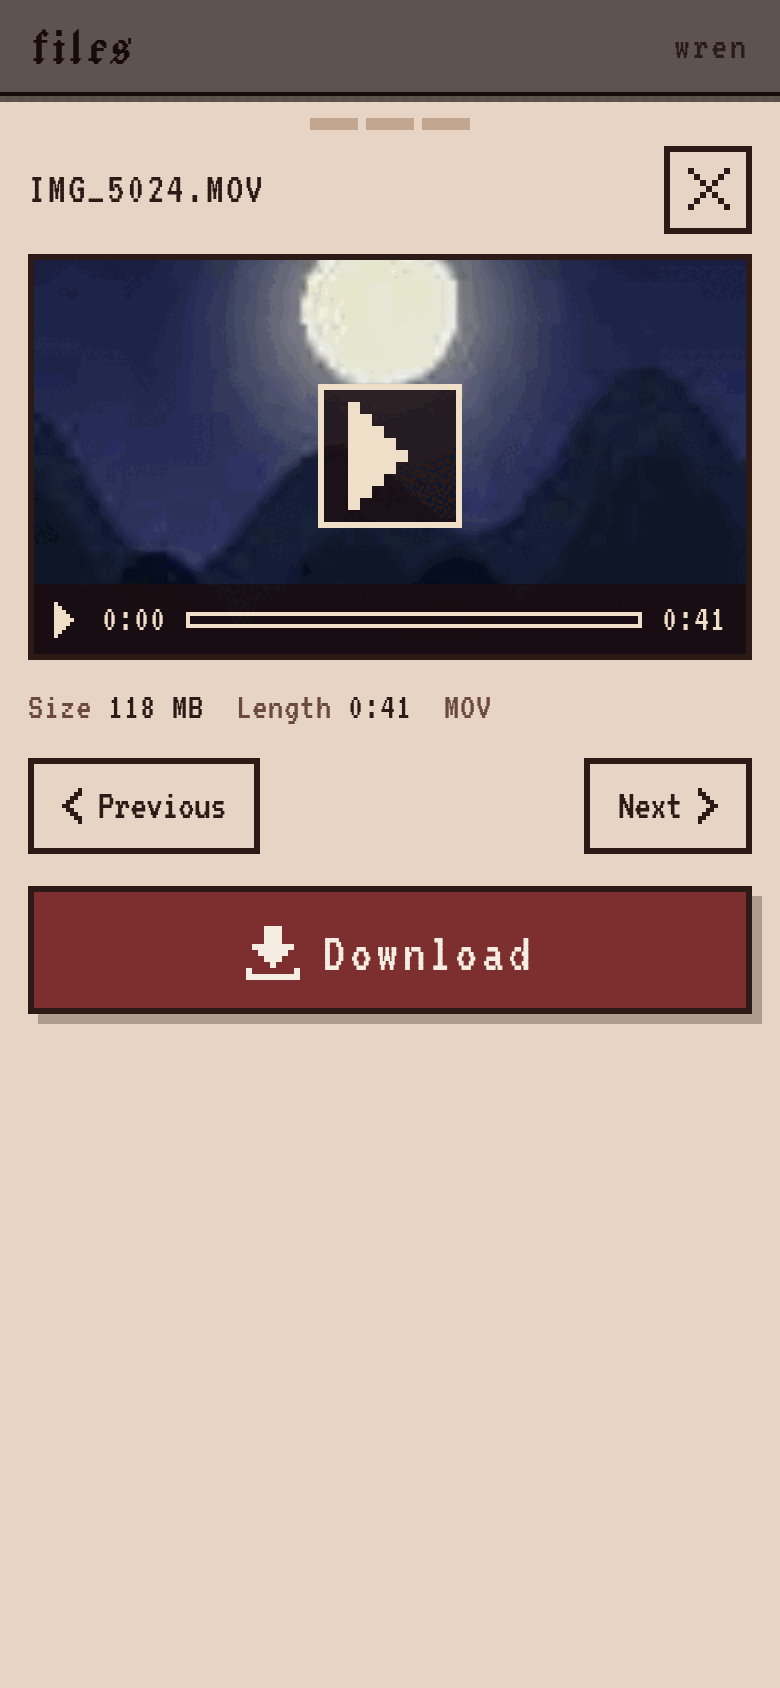 files
wren
IMG_5024.MOV
0:00
0:41
Size 118 MB Length 0:41 MOV
Previous
Next
Download